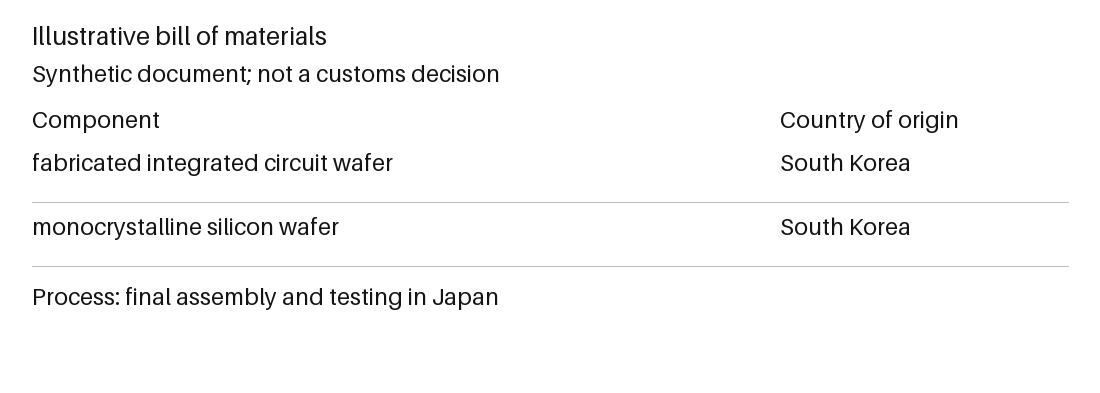 Illustrative bill of materials
Synthetic document; not a customs decision
Component Country of origin
fabricated integrated circuit wafer South Korea
monocrystalline silicon wafer South Korea
Process: final assembly and testing in Japan